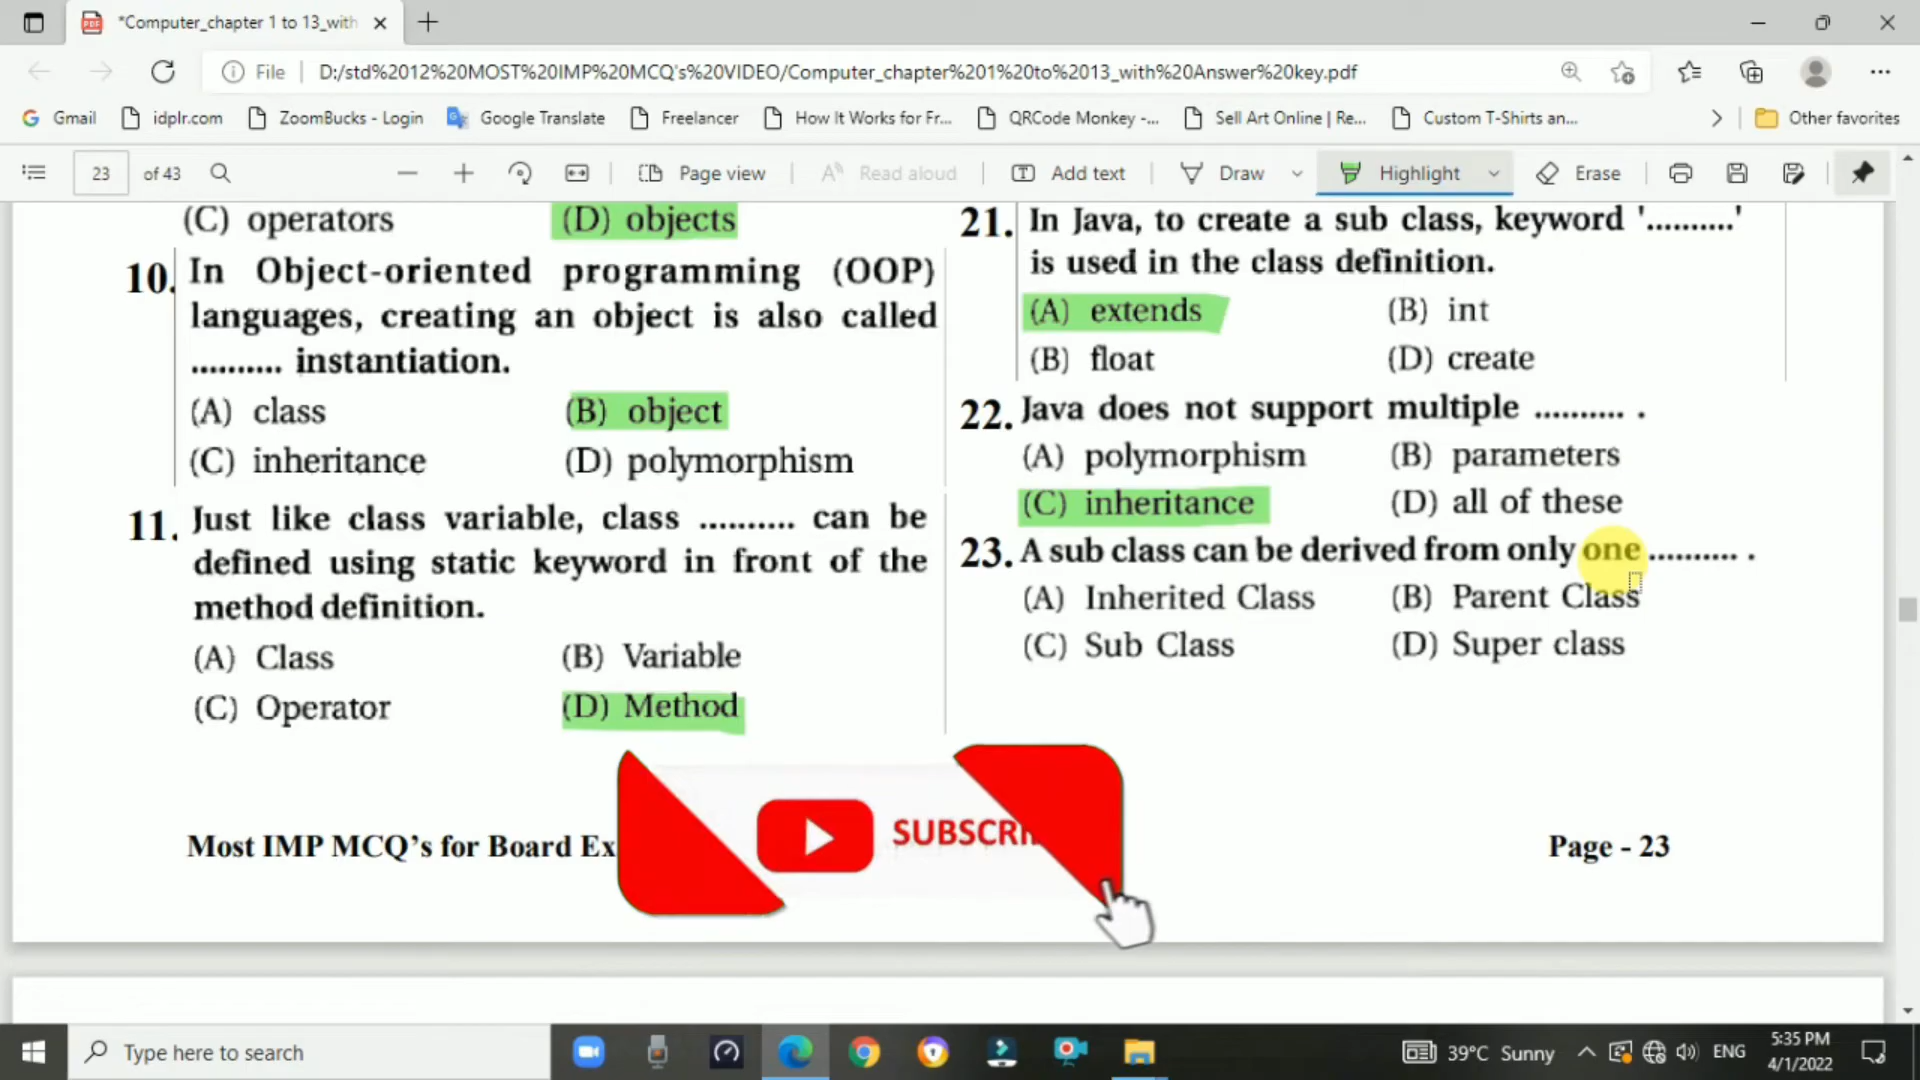 *Computer_chapter 1 to 13_with
File
D:/std%2012%20MOST%20IMP%20MCQ's%20VIDEO/Computer_chapter%201%20to%2013_with%20Answer%20key.pdf
Gmail
idplr.com
ZoomBucks - Login
Google Translate
Freelancer
How It Works for Fr...
QRCode Monkey -...
Sell Art Online | Re...
Custom T-Shirts an...
Other favorites
23 of 43
Page view
Read aloud
Add text
Draw
Highlight
Erase
(C) operators (D) objects
10. In Object-oriented programming (OOP)
languages, creating an object is also called
.......... instantiation.
(A) class (B) object
(C) inheritance (D) polymorphism
11. Just like class variable, class .......... can be
defined using static keyword in front of the
method definition.
(A) Class (B) Variable
(C) Operator (D) Method
21. In Java, to create a sub class, keyword '..........'
is used in the class definition.
(A) extends (B) int
(B) float (D) create
22. Java does not support multiple .......... .
(A) polymorphism (B) parameters
(C) inheritance (D) all of these
23. A sub class can be derived from only one .......... .
(A) Inherited Class (B) Parent Class
(C) Sub Class (D) Super class
SUBSCRI
Most IMP MCQ's for Board Ex
Page - 23
Type here to search
39°C Sunny
ENG
5:35 PM
4/1/2022